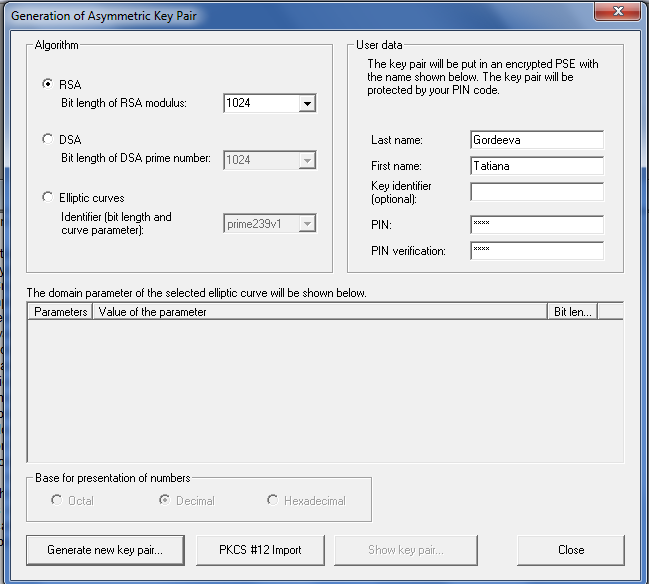 Generation of Asymmetric Key Pair
Algorithm
RSA
Bit length of RSA modulus:
1024
DSA
Bit length of DSA prime number:
1024
Elliptic curves
Identifier (bit length and
curve parameter):
prime239v1
User data
The key pair will be put in an encrypted PSE with
the name shown below. The key pair will be
protected by your PIN code.
Last name:
Gordeeva
First name:
Tatiana
Key identifier
(optional):
PIN:
****
PIN verification:
****
The domain parameter of the selected elliptic curve will be shown below.
Parameters
Value of the parameter
Bit len...
Base for presentation of numbers
Octal
Decimal
Hexadecimal
Generate new key pair...
PKCS #12 Import
Show key pair...
Close